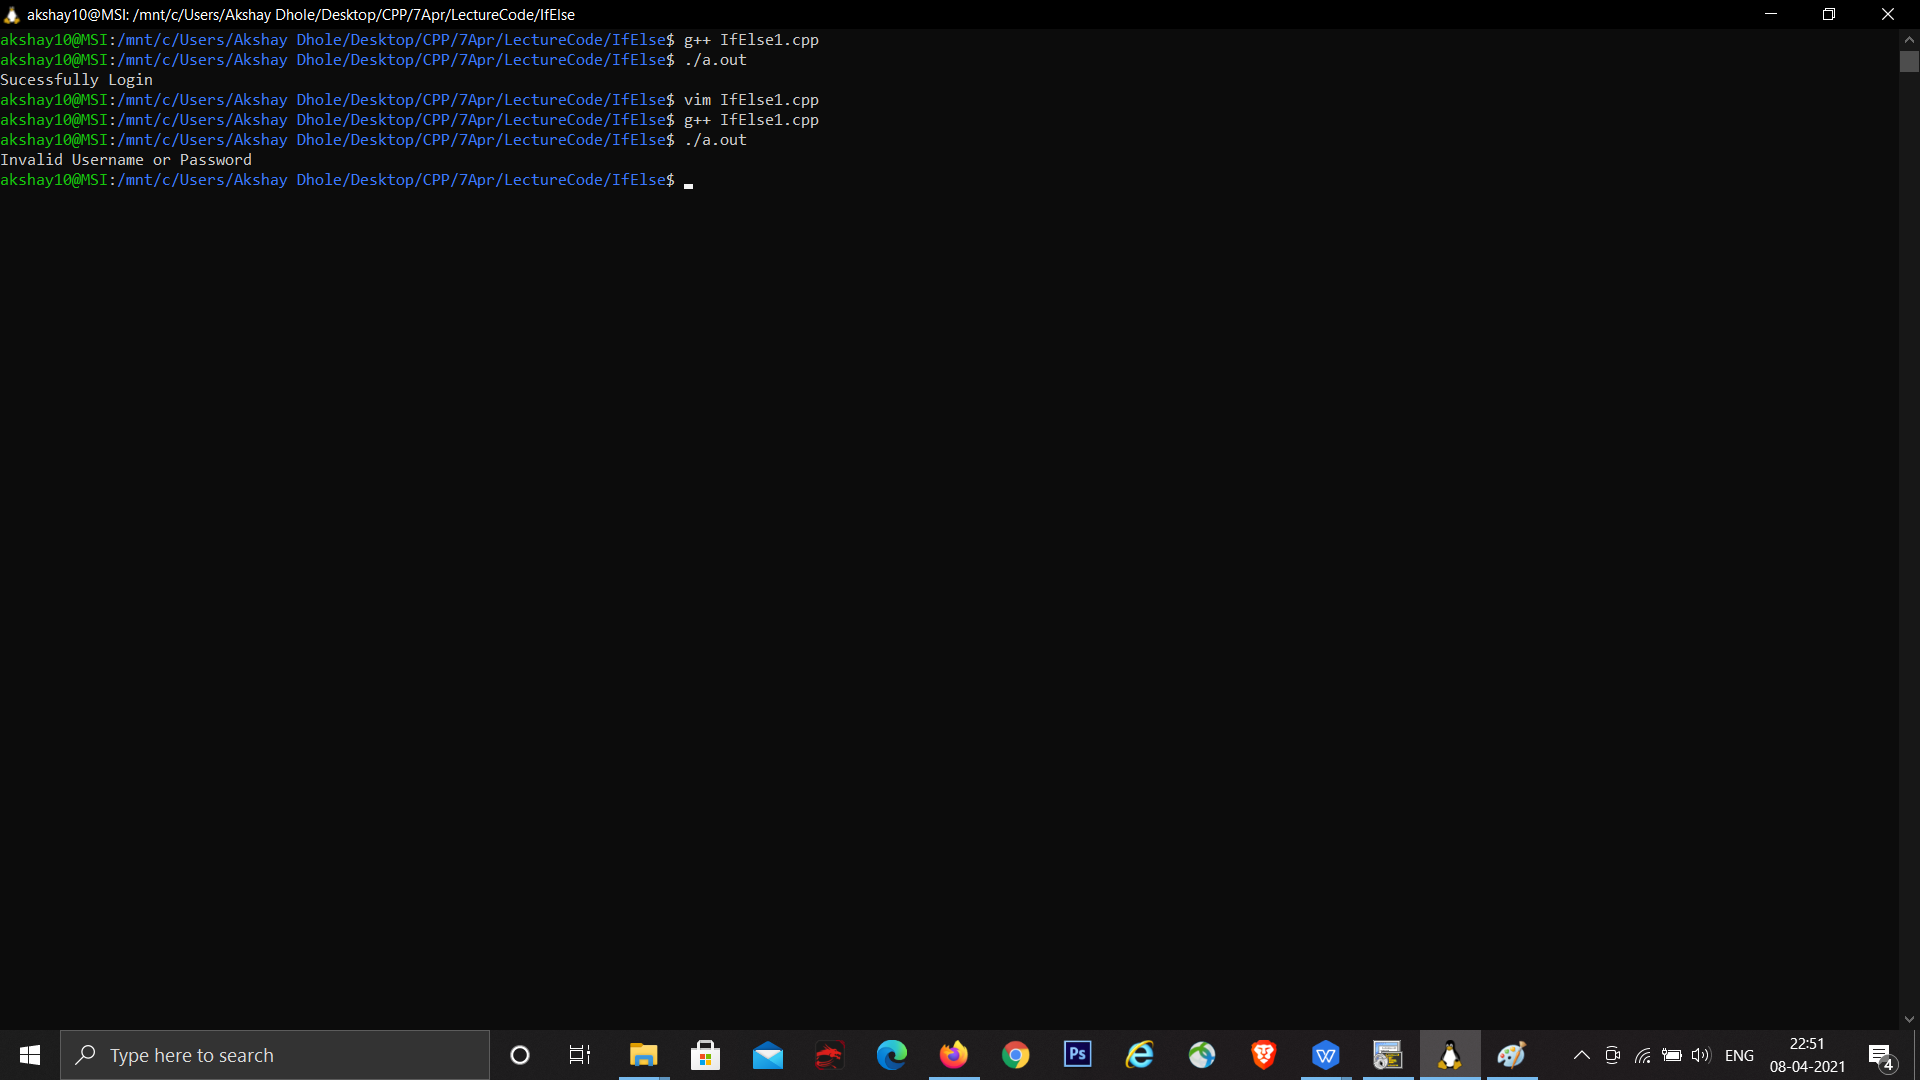 akshay10@MSI: /mnt/c/Users/Akshay Dhole/Desktop/CPP/7Apr/LectureCode/IfElse
akshay10@MSI:/mnt/c/Users/Akshay Dhole/Desktop/CPP/7Apr/LectureCode/IfElse$ g++ IfElse1.cpp
akshay10@MSI:/mnt/c/Users/Akshay Dhole/Desktop/CPP/7Apr/LectureCode/IfElse$ ./a.out
Sucessfully Login
akshay10@MSI:/mnt/c/Users/Akshay Dhole/Desktop/CPP/7Apr/LectureCode/IfElse$ vim IfElse1.cpp
akshay10@MSI:/mnt/c/Users/Akshay Dhole/Desktop/CPP/7Apr/LectureCode/IfElse$ g++ IfElse1.cpp
akshay10@MSI:/mnt/c/Users/Akshay Dhole/Desktop/CPP/7Apr/LectureCode/IfElse$ ./a.out
Invalid Username or Password
akshay10@MSI:/mnt/c/Users/Akshay Dhole/Desktop/CPP/7Apr/LectureCode/IfElse$
Type here to search
Ps
W
ENG
22:51
08-04-2021
4